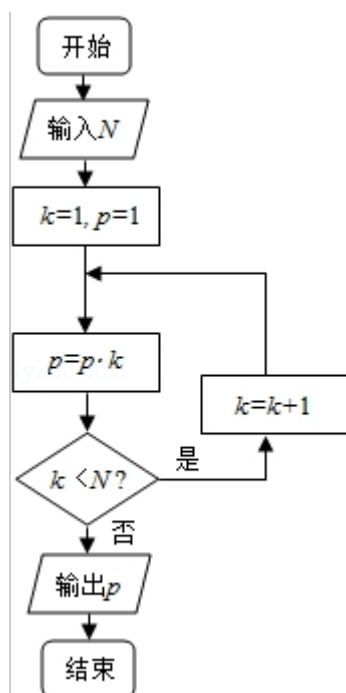 开始
输入N
k=1, p=1
p=p·k
k=k+1
k<N?
是
否
输出p
结束